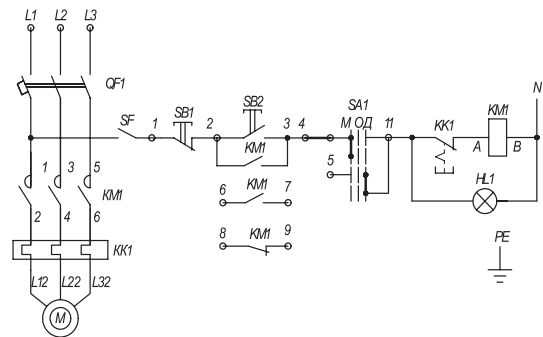 L1 L2 L3
QF1
N
SF 1 SB1 2 SB2 3 4 SA1 11 KK1 KM1
М О Д
KM1
A B
5
HL1
1 3 5
KM1
2 4 6
6 KM1 7
8 KM1 9
PE
KK1
L12 L22 L32
M